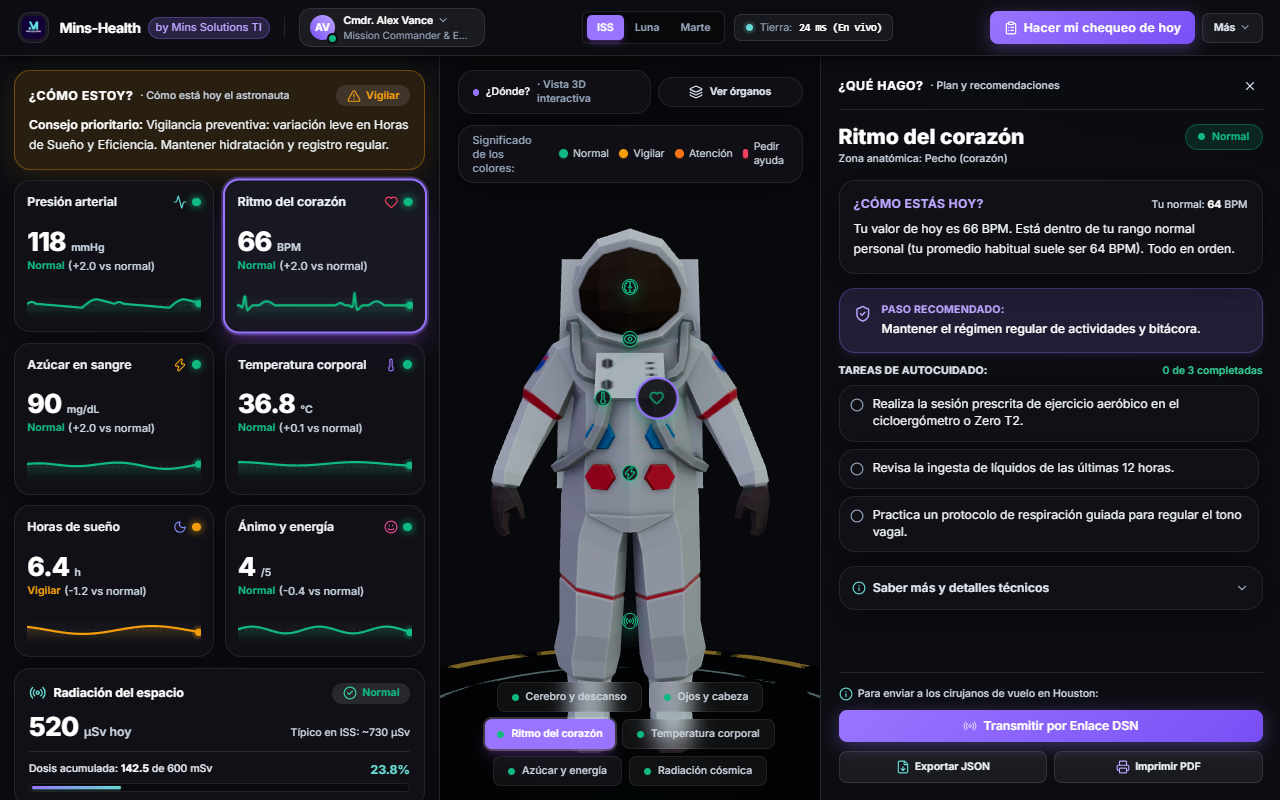 Mins-Health
by Mins Solutions TI
AV
Cmdr. Alex Vance
Mission Commander & E...
ISS
Luna
Marte
Tierra: 24 ms (En vivo)
Hacer mi chequeo de hoy
Más
¿CÓMO ESTOY? · Cómo está hoy el astronauta
Vigilar
Consejo prioritario: Vigilancia preventiva: variación leve en Horas
de Sueño y Eficiencia. Mantener hidratación y registro regular.
Presión arterial
118 mmHg
Normal (+2.0 vs normal)
Ritmo del corazón
66 BPM
Normal (+2.0 vs normal)
Azúcar en sangre
90 mg/dL
Normal (+2.0 vs normal)
Temperatura corporal
36.8 °C
Normal (+0.1 vs normal)
Horas de sueño
6.4 h
Vigilar (-1.2 vs normal)
Ánimo y energía
4 /5
Normal (-0.4 vs normal)
Radiación del espacio
Normal
520 µSv hoy
Típico en ISS: ~730 µSv
Dosis acumulada: 142.5 de 600 mSv
23.8%
¿Dónde? · Vista 3D
interactiva
Ver órganos
Significado
de los
colores:
Normal
Vigilar
Atención
Pedir
ayuda
Cerebro y descanso
Ojos y cabeza
Ritmo del corazón
Temperatura corporal
Azúcar y energía
Radiación cósmica
¿QUÉ HAGO? · Plan y recomendaciones
Ritmo del corazón
Normal
Zona anatómica: Pecho (corazón)
¿CÓMO ESTÁS HOY?
Tu normal: 64 BPM
Tu valor de hoy es 66 BPM. Está dentro de tu rango normal
personal (tu promedio habitual suele ser 64 BPM). Todo en orden.
PASO RECOMENDADO:
Mantener el régimen regular de actividades y bitácora.
TAREAS DE AUTOCUIDADO:
0 de 3 completadas
Realiza la sesión prescrita de ejercicio aeróbico en el
cicloergómetro o Zero T2.
Revisa la ingesta de líquidos de las últimas 12 horas.
Practica un protocolo de respiración guiada para regular el tono
vagal.
Saber más y detalles técnicos
Para enviar a los cirujanos de vuelo en Houston:
Transmitir por Enlace DSN
Exportar JSON
Imprimir PDF